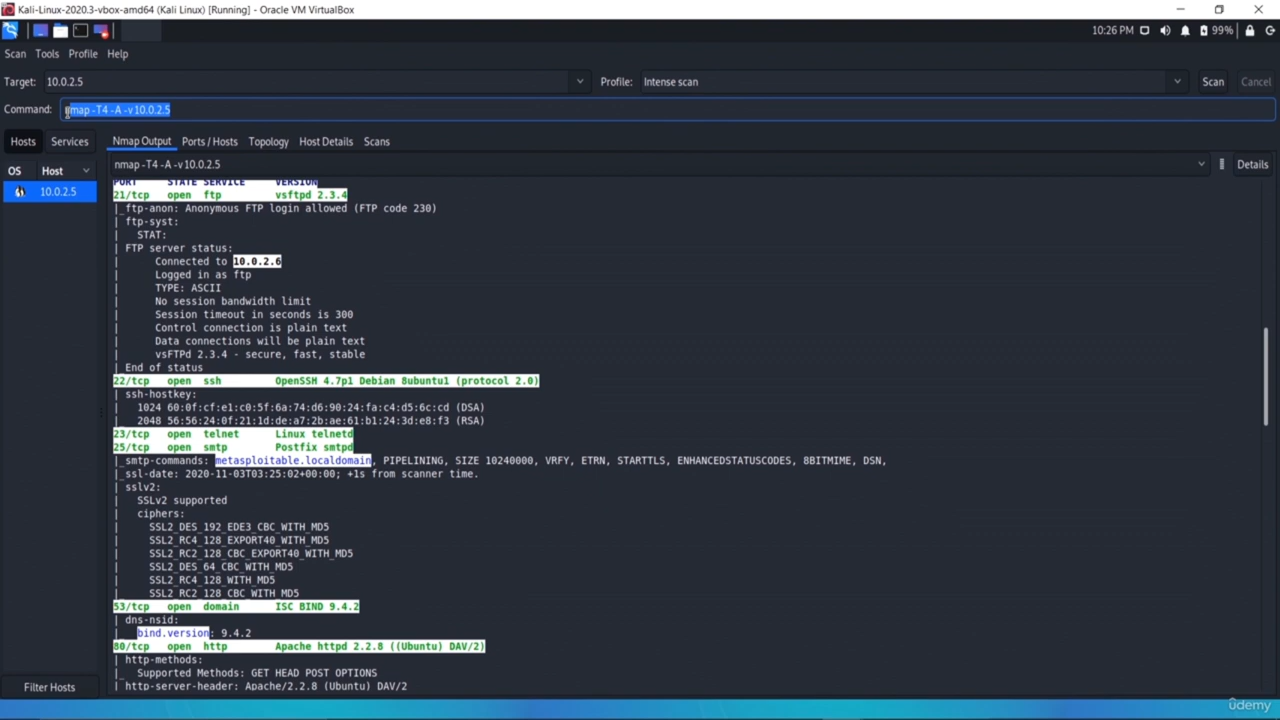 Kali-Linux-2020.3-vbox-amd64 (Kali Linux) [Running] - Oracle VM VirtualBox
10:26 PM 99%
Scan Tools Profile Help
Target: 10.0.2.5 Profile: Intense scan Scan Cancel
Command: nmap -T4 -A -v 10.0.2.5
Hosts Services Nmap Output Ports / Hosts Topology Host Details Scans
OS Host nmap -T4 -A -v 10.0.2.5 Details
10.0.2.5
PORT STATE SERVICE VERSION
21/tcp open ftp vsftpd 2.3.4
|_ftp-anon: Anonymous FTP login allowed (FTP code 230)
| ftp-syst:
| STAT:
| FTP server status:
| Connected to 10.0.2.6
| Logged in as ftp
| TYPE: ASCII
| No session bandwidth limit
| Session timeout in seconds is 300
| Control connection is plain text
| Data connections will be plain text
| vsFTPd 2.3.4 - secure, fast, stable
|_End of status
22/tcp open ssh OpenSSH 4.7p1 Debian 8ubuntu1 (protocol 2.0)
| ssh-hostkey:
| 1024 60:0f:cf:e1:c0:5f:6a:74:d6:90:24:fa:c4:d5:6c:cd (DSA)
|_ 2048 56:56:24:0f:21:1d:de:a7:2b:ae:61:b1:24:3d:e8:f3 (RSA)
23/tcp open telnet Linux telnetd
25/tcp open smtp Postfix smtpd
|_smtp-commands: metasploitable.localdomain, PIPELINING, SIZE 10240000, VRFY, ETRN, STARTTLS, ENHANCEDSTATUSCODES, 8BITMIME, DSN,
|_ssl-date: 2020-11-03T03:25:02+00:00; +1s from scanner time.
| sslv2:
| SSLv2 supported
| ciphers:
| SSL2_DES_192_EDE3_CBC_WITH_MD5
| SSL2_RC4_128_EXPORT40_WITH_MD5
| SSL2_RC2_128_CBC_EXPORT40_WITH_MD5
| SSL2_DES_64_CBC_WITH_MD5
| SSL2_RC4_128_WITH_MD5
|_ SSL2_RC2_128_CBC_WITH_MD5
53/tcp open domain ISC BIND 9.4.2
| dns-nsid:
|_ bind.version: 9.4.2
80/tcp open http Apache httpd 2.2.8 ((Ubuntu) DAV/2)
| http-methods:
|_ Supported Methods: GET HEAD POST OPTIONS
|_http-server-header: Apache/2.2.8 (Ubuntu) DAV/2
Filter Hosts
ûdemy